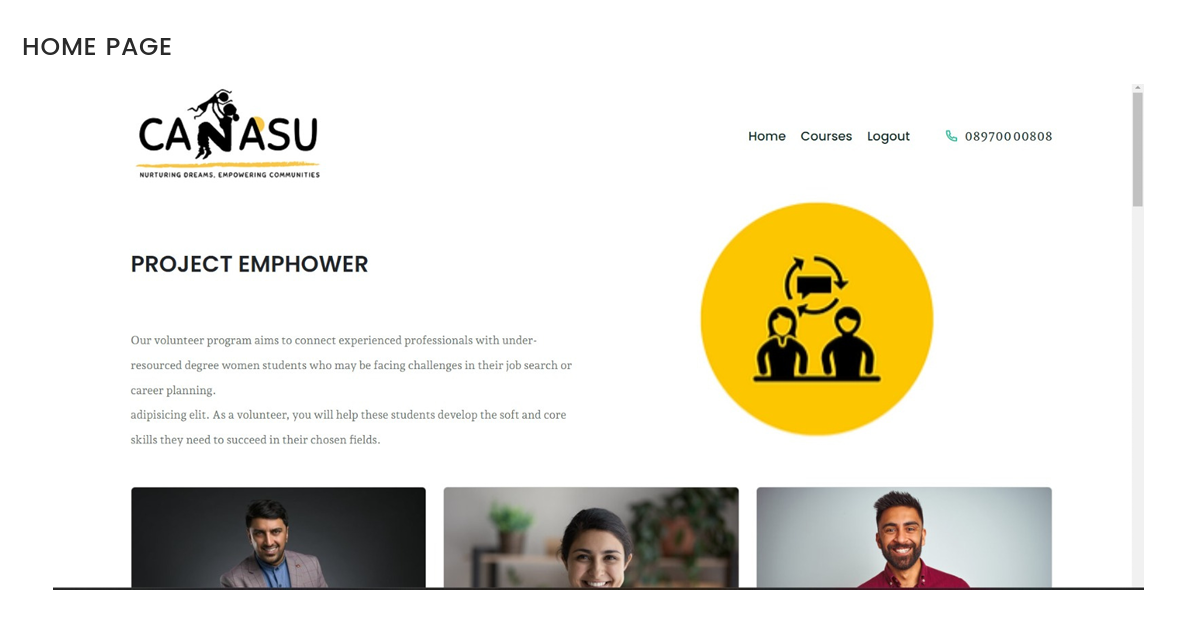 HOME PAGE
CANASU
NURTURING DREAMS, EMPOWERING COMMUNITIES
Home Courses Logout 08970000808
PROJECT EMPHOWER
Our volunteer program aims to connect experienced professionals with under-
resourced degree women students who may be facing challenges in their job search or
career planning.
adipisicing elit. As a volunteer, you will help these students develop the soft and core
skills they need to succeed in their chosen fields.